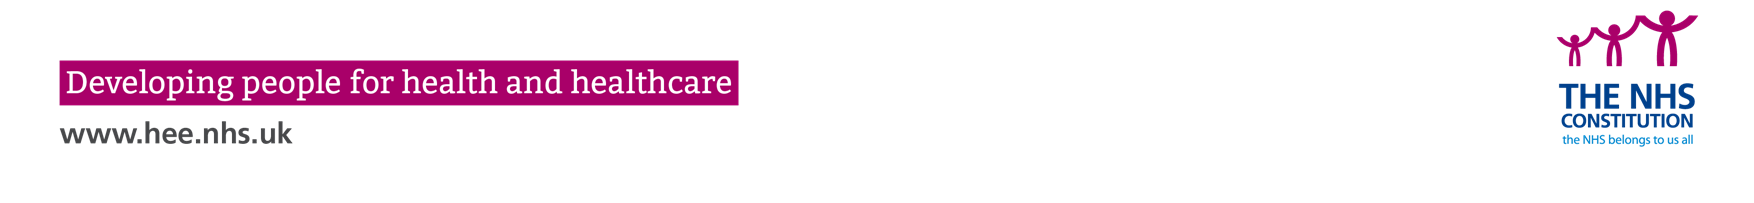 Developing people for health and healthcare
www.hee.nhs.uk
THE NHS
CONSTITUTION
the NHS belongs to us all